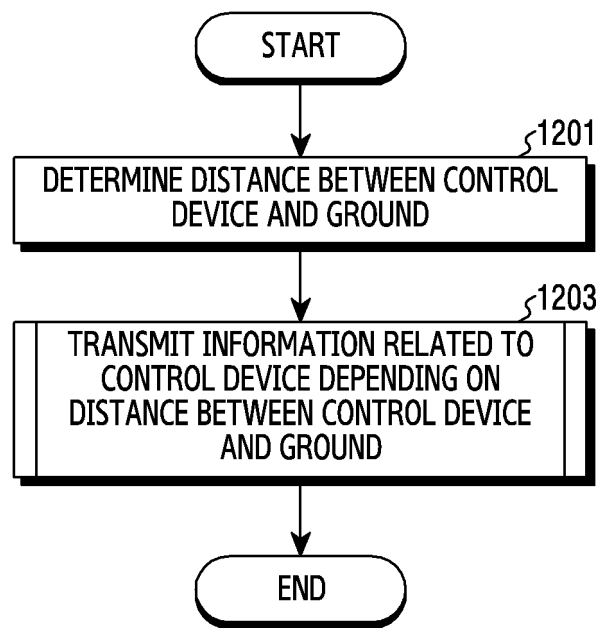 START
1201
DETERMINE DISTANCE BETWEEN CONTROL
DEVICE AND GROUND
1203
TRANSMIT INFORMATION RELATED TO
CONTROL DEVICE DEPENDING ON
DISTANCE BETWEEN CONTROL DEVICE
AND GROUND
END